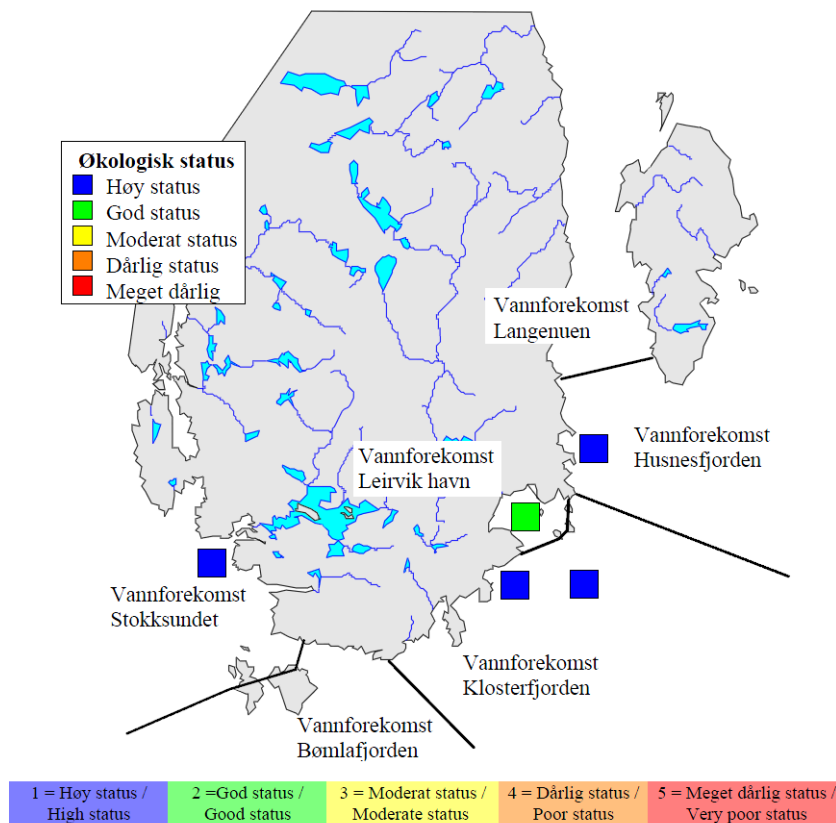 Økologisk status
Høy status
God status
Moderat status
Dårlig status
Meget dårlig
Vannforekomst
Langenuen
Vannforekomst
Husnesfjorden
Vannforekomst
Leirvik havn
Vannforekomst
Stokksundet
Vannforekomst
Klosterfjorden
Vannforekomst
Bømlafjorden
1 = Høy status /
High status
2 =God status /
Good status
3 = Moderat status /
Moderate status
4 = Dårlig status /
Poor status
5 = Meget dårlig status /
Very poor status